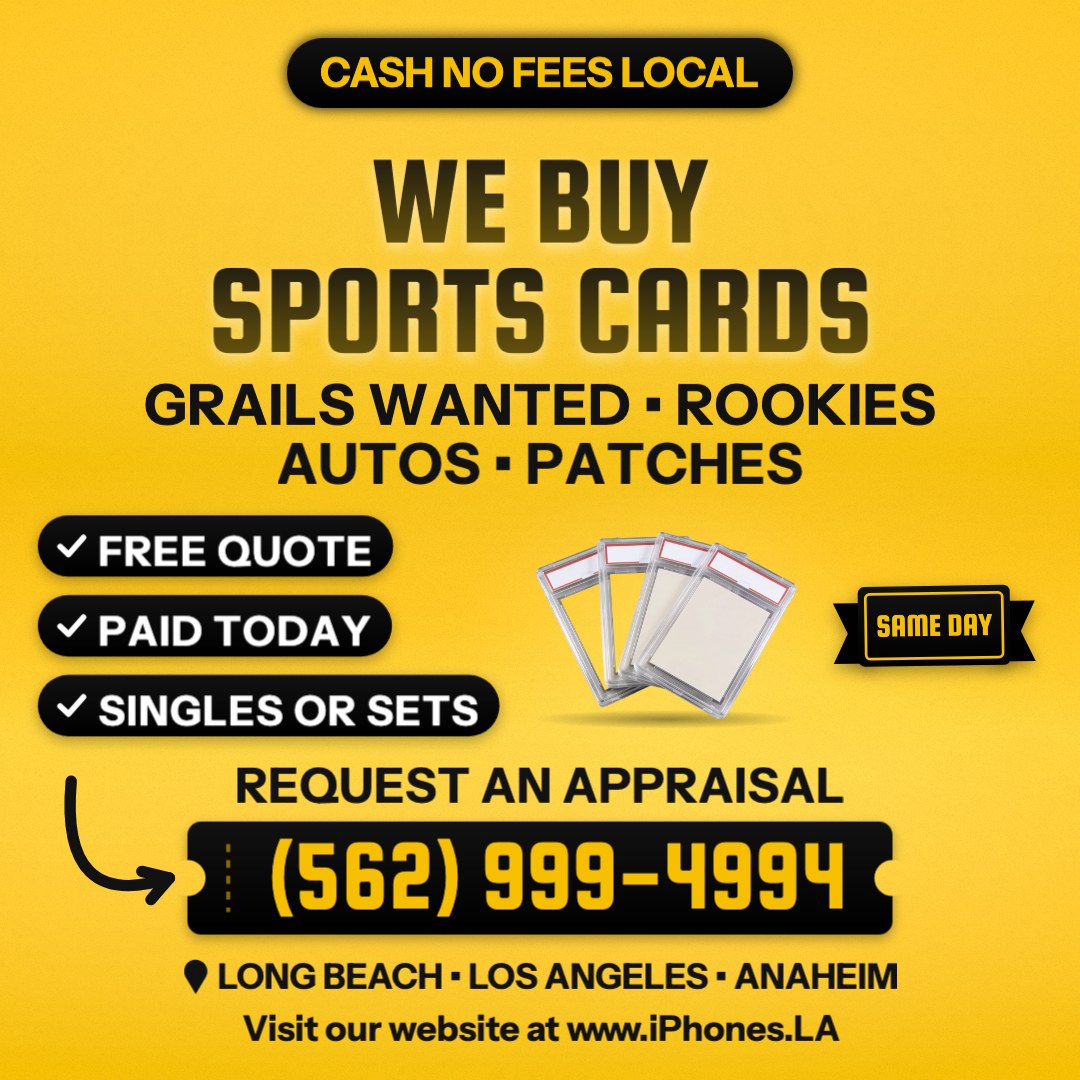 CASH NO FEES LOCAL
WE BUY
SPORTS CARDS
GRAILS WANTED ▪ ROOKIES
AUTOS ▪ PATCHES
✓ FREE QUOTE
✓ PAID TODAY
✓ SINGLES OR SETS
SAME DAY
REQUEST AN APPRAISAL
(562) 999-4994
LONG BEACH ▪ LOS ANGELES ▪ ANAHEIM
Visit our website at www.iPhones.LA